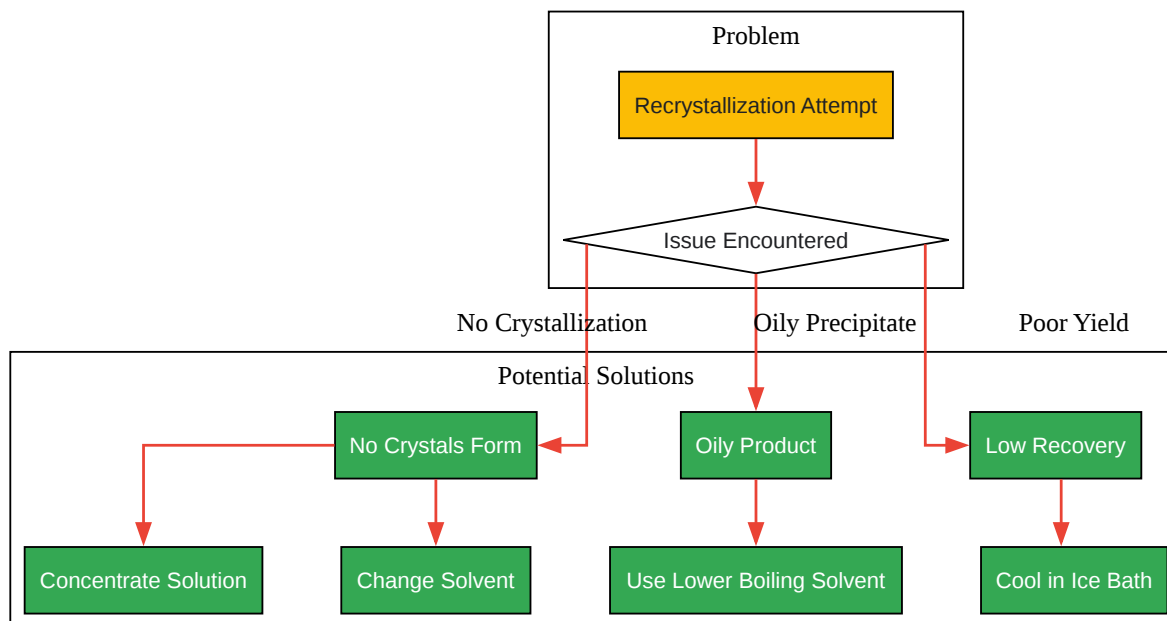 Problem
Recrystallization Attempt
Issue Encountered
No Crystallization
Oily Precipitate
Poor Yield
Potential Solutions
No Crystals Form
Oily Product
Low Recovery
Concentrate Solution
Change Solvent
Use Lower Boiling Solvent
Cool in Ice Bath